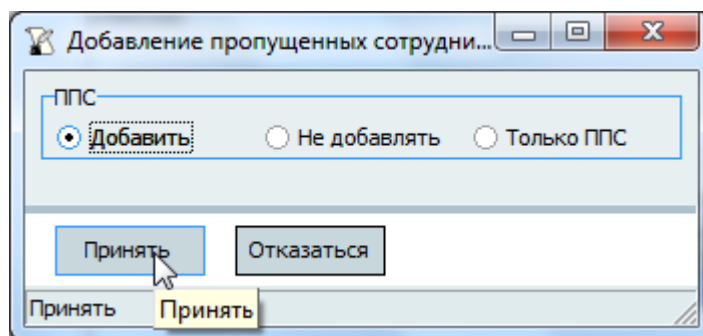 Добавление пропущенных сотрудни...
ППС
Добавить Не добавлять Только ППС
Принять Отказаться
Принять Принять